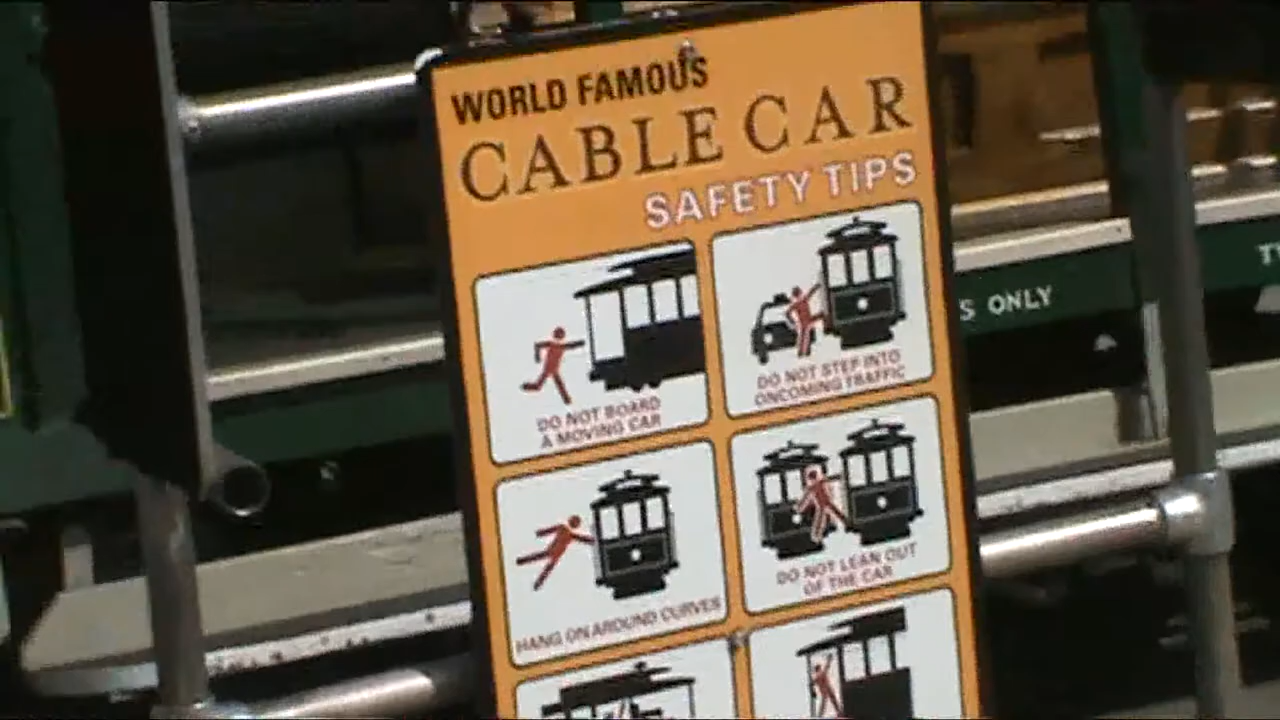 WORLD FAMOUS
CABLE CAR
SAFETY TIPS
DO NOT BOARD
A MOVING CAR
DO NOT STEP INTO
ONCOMING TRAFFIC
HANG ON AROUND CURVES
DO NOT LEAN OUT
OF THE CAR
S ONLY